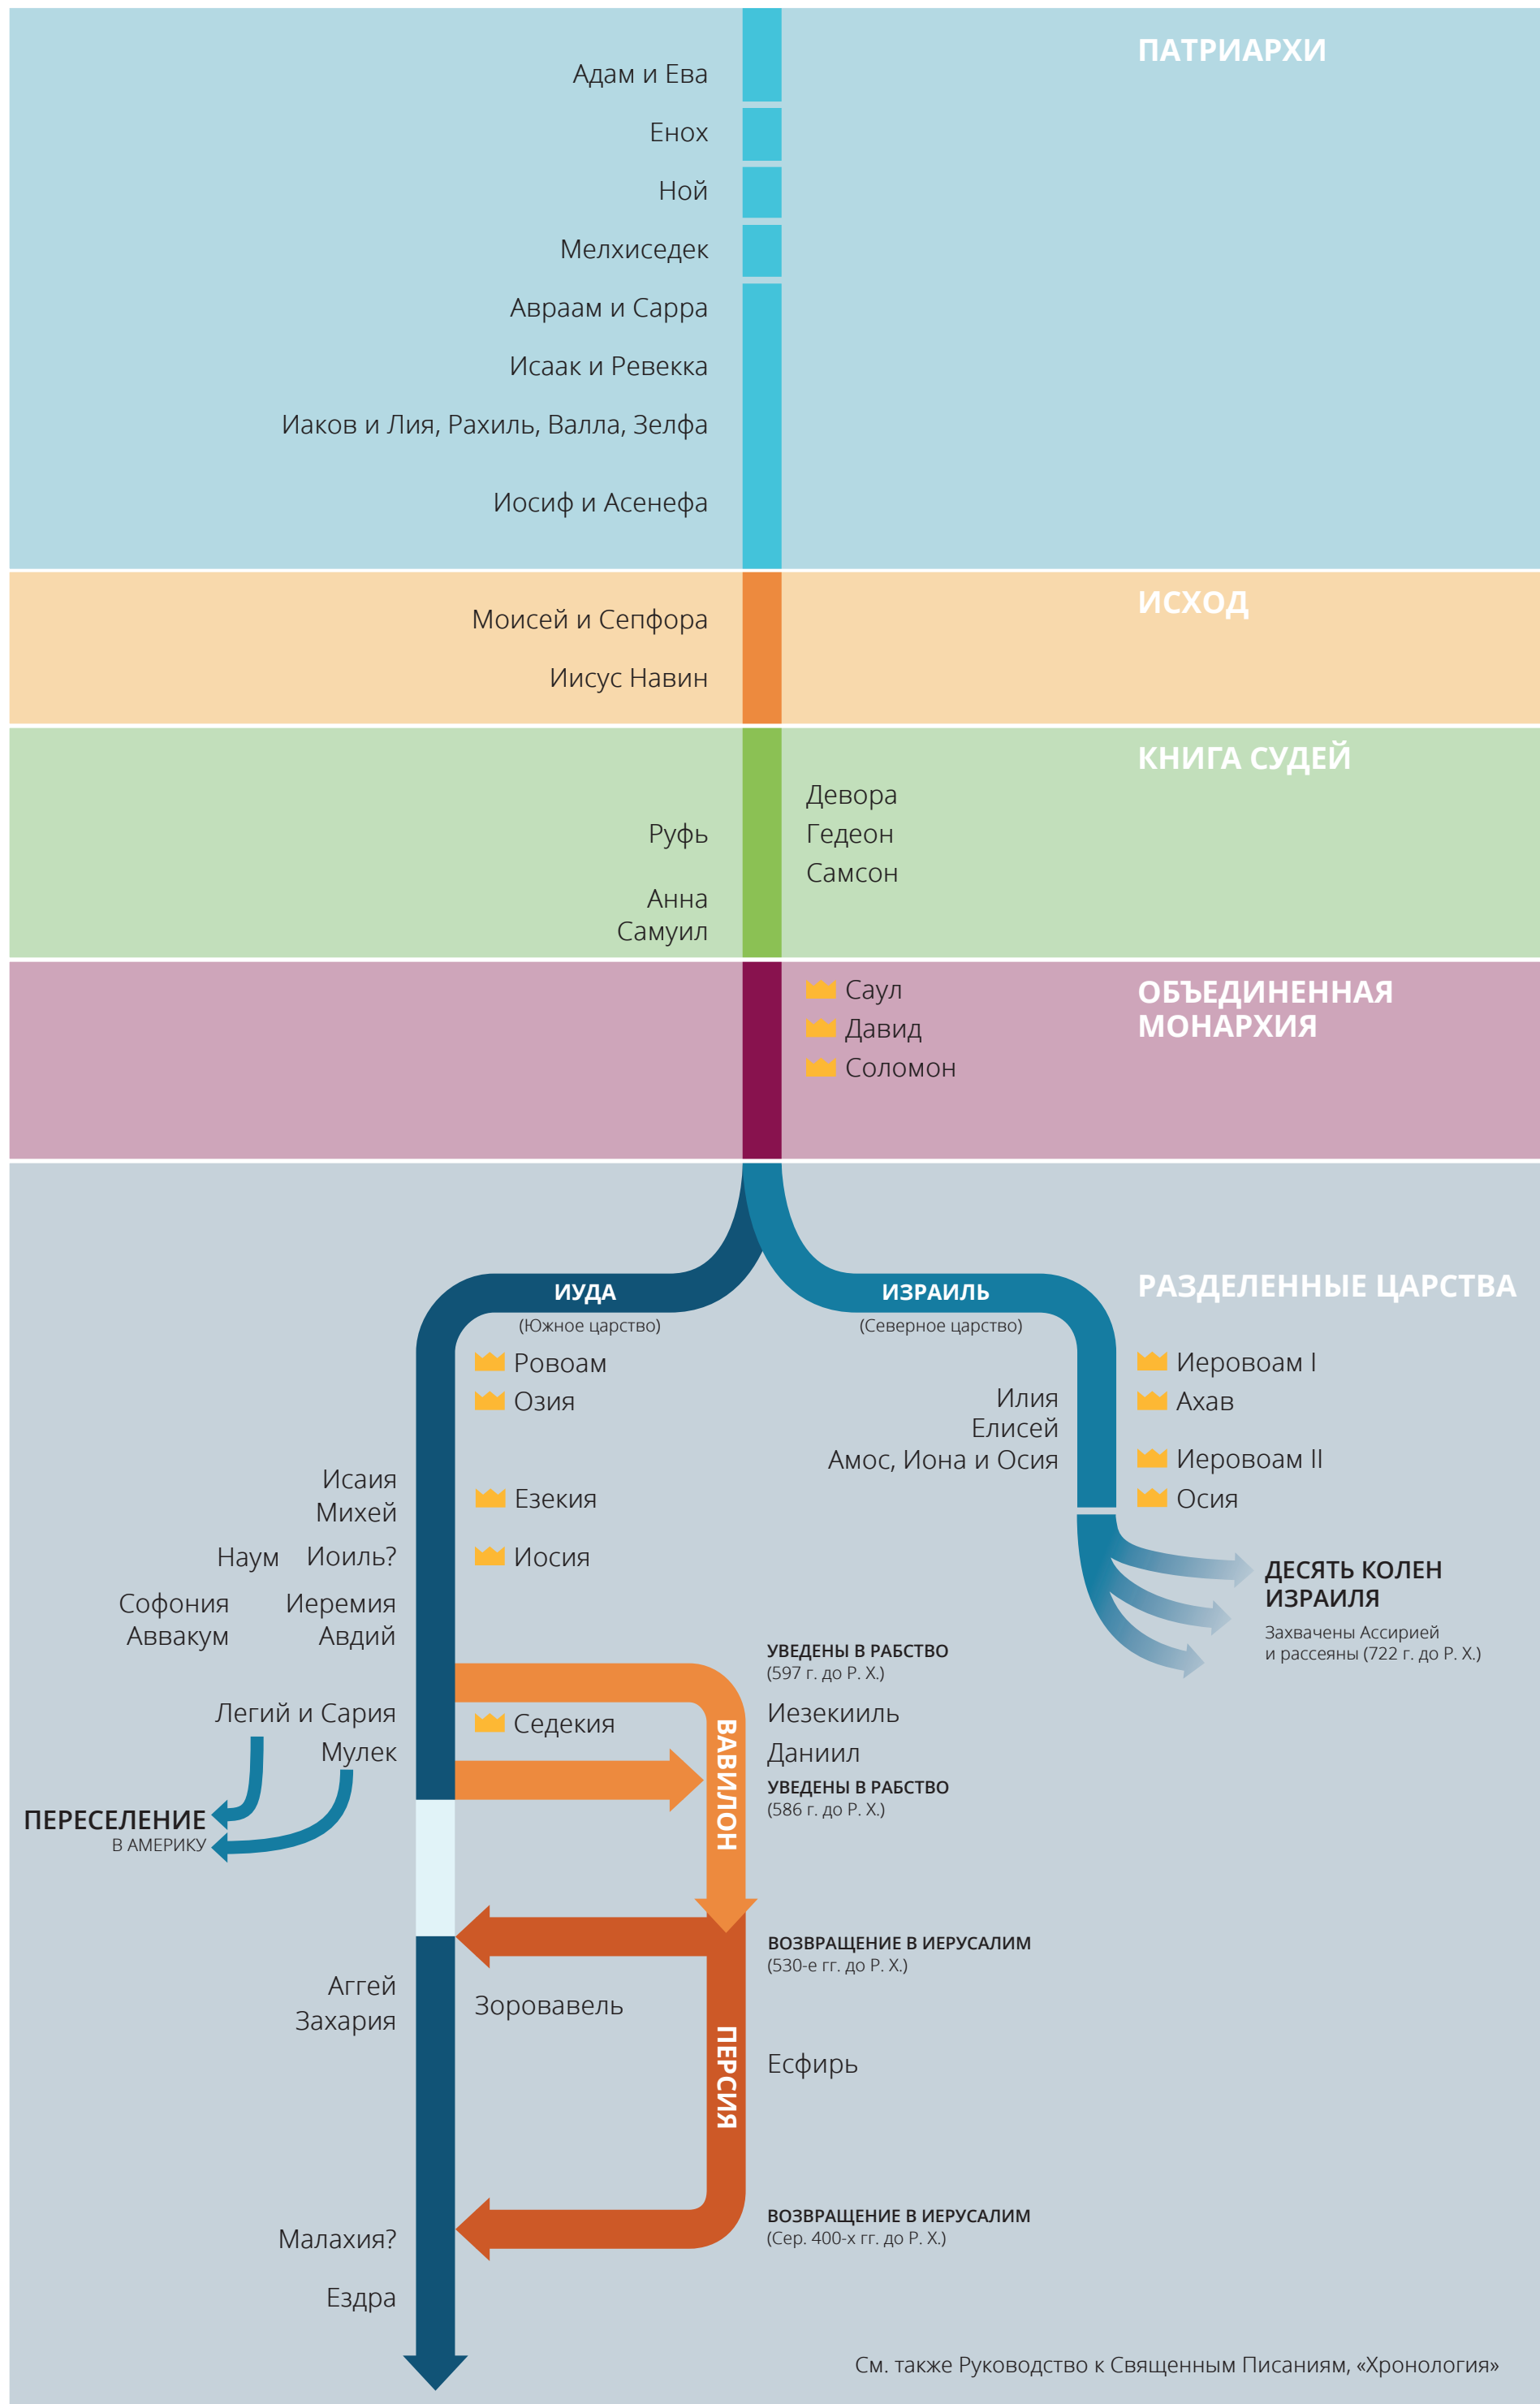 ПАТРИАРХИ
Адам и Ева
Енох
Ной
Мелхиседек
Авраам и Сарра
Исаак и Ревекка
Иаков и Лия, Рахиль, Валла, Зелфа
Иосиф и Асенефа
ИСХОД
Моисей и Сепфора
Иисус Навин
КНИГА СУДЕЙ
Девора
Руфь
Гедеон
Самсон
Анна
Самуил
ОБЪЕДИНЕННАЯ
МОНАРХИЯ
Саул
Давид
Соломон
РАЗДЕЛЕННЫЕ ЦАРСТВА
ИУДА
(Южное царство)
ИЗРАИЛЬ
(Северное царство)
Ровоам
Озия
Исаия
Михей
Езекия
Наум
Иоиль?
Иосия
Софония
Аввакум
Иеремия
Авдий
Илия
Елисей
Амос, Иона и Осия
Иеровоам I
Ахав
Иеровоам II
Осия
ДЕСЯТЬ КОЛЕН
ИЗРАИЛЯ
Захвачены Ассирией
и рассеяны (722 г. до Р. Х.)
УВЕДЕНЫ В РАБСТВО
(597 г. до Р. Х.)
Легий и Сария
Мулек
Седекия
ВАВИЛОН
Иезекииль
Даниил
УВЕДЕНЫ В РАБСТВО
(586 г. до Р. Х.)
ПЕРЕСЕЛЕНИЕ
В АМЕРИКУ
ВОЗВРАЩЕНИЕ В ИЕРУСАЛИМ
(530-е гг. до Р. Х.)
Аггей
Захария
Зоровавель
ПЕРСИЯ
Есфирь
ВОЗВРАЩЕНИЕ В ИЕРУСАЛИМ
(Сер. 400-х гг. до Р. Х.)
Малахия?
Ездра
См. также Руководство к Священным Писаниям, «Хронология»